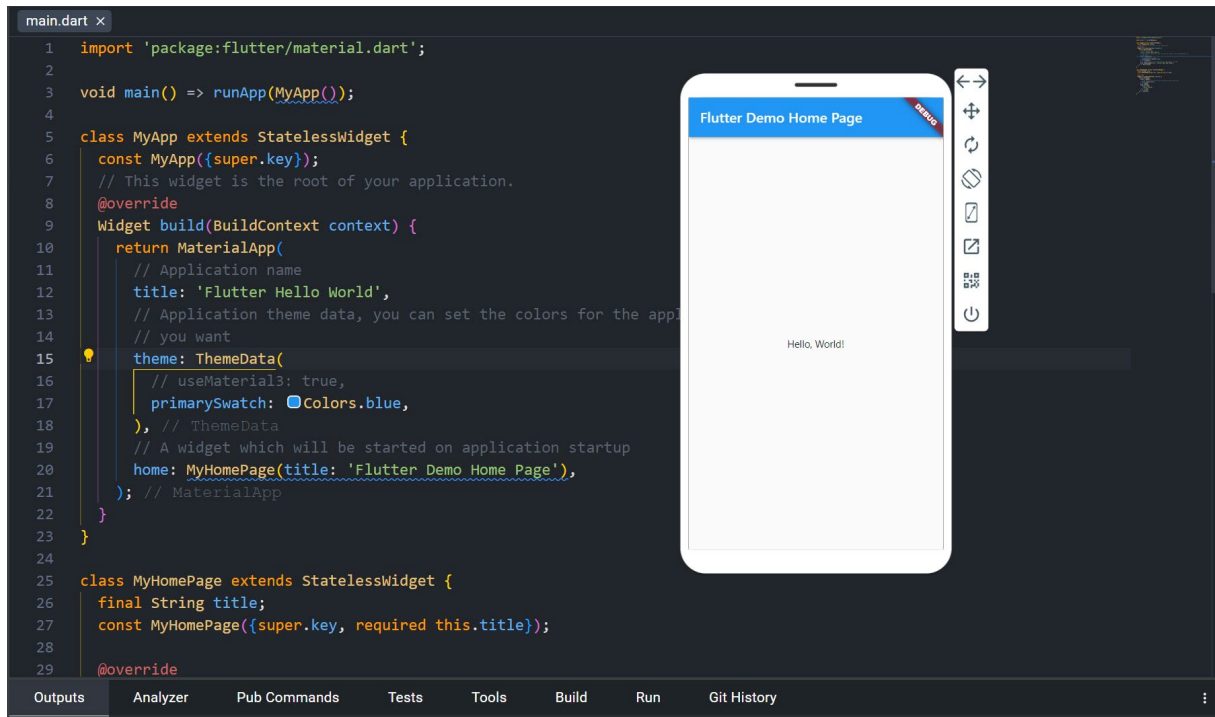 main.dart ×
1 import 'package:flutter/material.dart';
2
3 void main() => runApp(MyApp());
4
5 class MyApp extends StatelessWidget {
6 const MyApp({super.key});
7 // This widget is the root of your application.
8 @override
9 Widget build(BuildContext context) {
10 return MaterialApp(
11 // Application name
12 title: 'Flutter Hello World',
13 // Application theme data, you can set the colors for the appl
14 // you want
15 theme: ThemeData(
16 // useMaterial3: true,
17 primarySwatch: Colors.blue,
18 ), // ThemeData
19 // A widget which will be started on application startup
20 home: MyHomePage(title: 'Flutter Demo Home Page'),
21 ); // MaterialApp
22 }
23 }
24
25 class MyHomePage extends StatelessWidget {
26 final String title;
27 const MyHomePage({super.key, required this.title});
28
29 @override
Flutter Demo Home Page
DEBUG
Hello, World!
Outputs Analyzer Pub Commands Tests Tools Build Run Git History